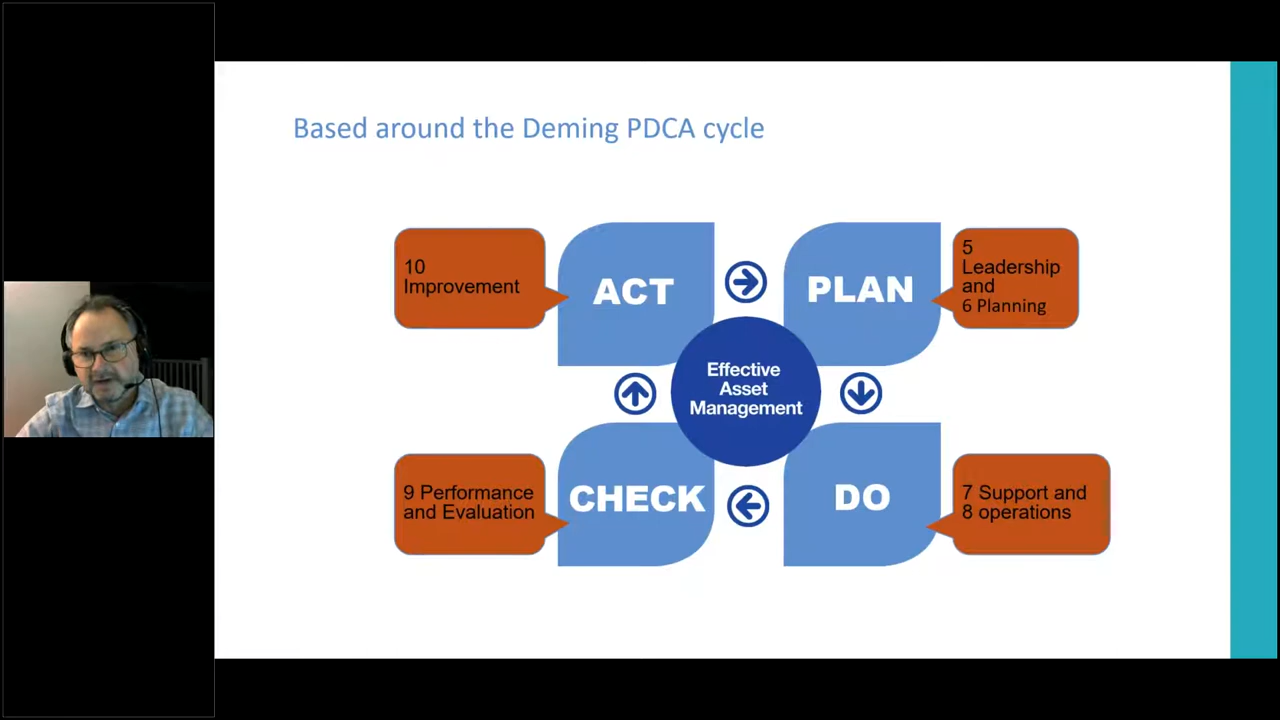 Based around the Deming PDCA cycle
10
Improvement
ACT
PLAN
5
Leadership
and
6 Planning
Effective
Asset
Management
9 Performance
and Evaluation
CHECK
DO
7 Support and
8 operations